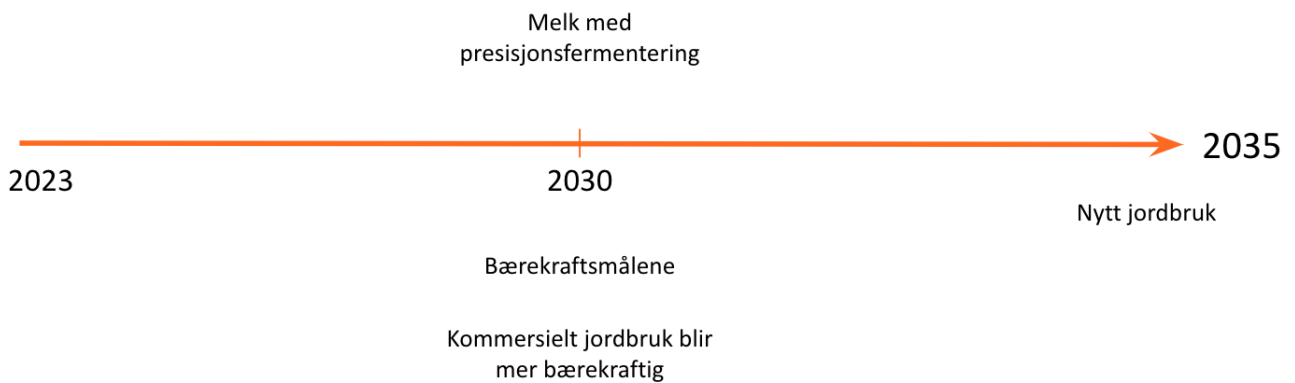 Melk med
presisjonsfermentering
2035
2023
2030
Nytt jordbruk
Bærekraftsmålene
Kommersielt jordbruk blir
mer bærekraftig